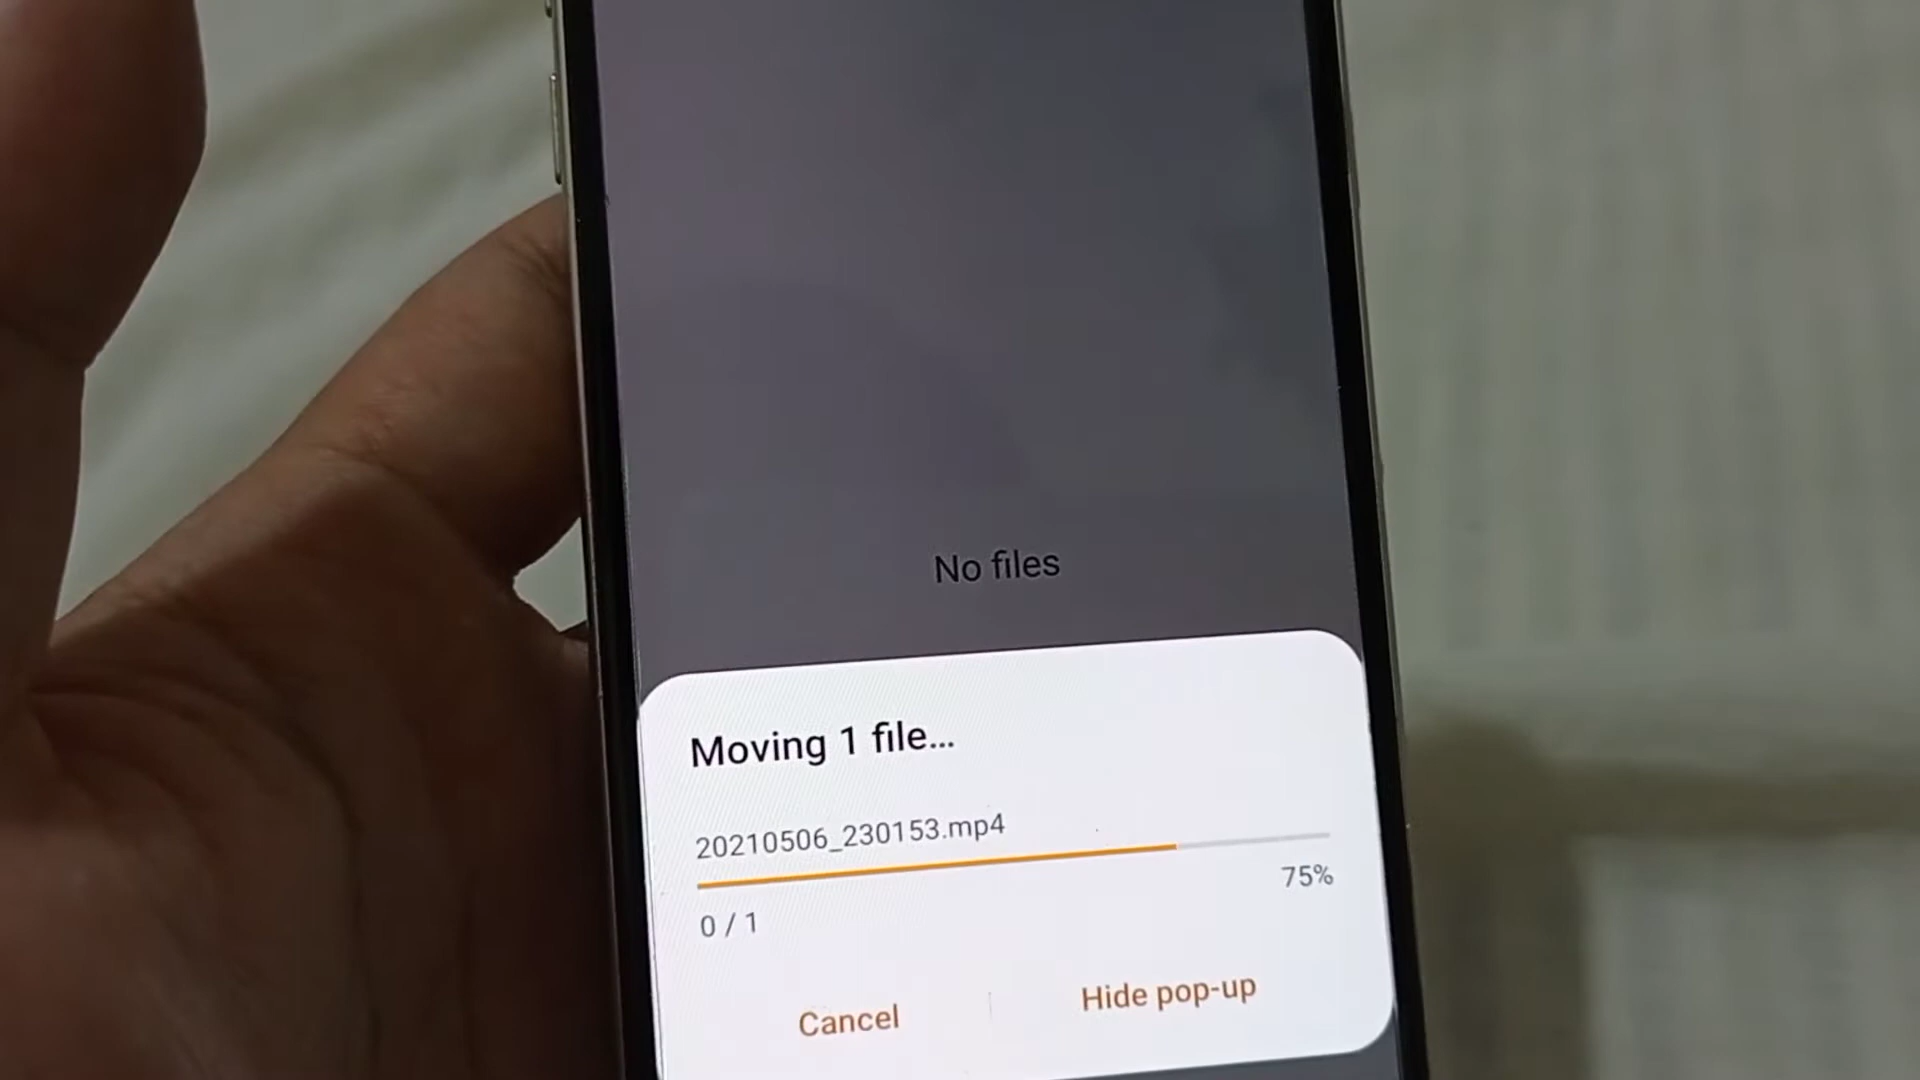 No files
Moving 1 file...
20210506_230153.mp4
75%
0 / 1
Cancel
Hide pop-up